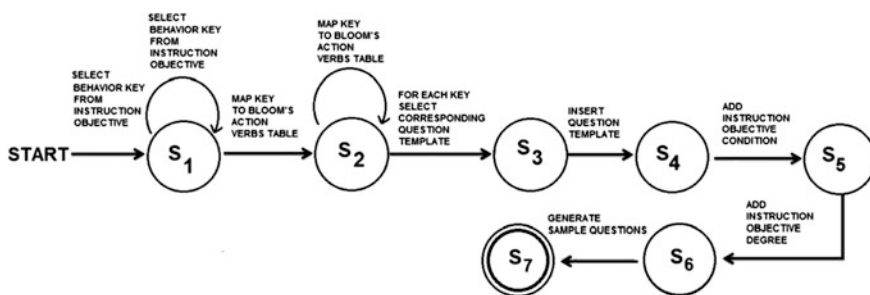 SELECT
BEHAVIOR KEY
FROM
INSTRUCTION
OBJECTIVE
MAP KEY
TO BLOOM'S
ACTION
VERBS TABLE
SELECT
BEHAVIOR KEY
FROM
INSTRUCTION
OBJECTIVE
MAP KEY
TO BLOOM'S
ACTION
VERBS TABLE
FOR EACH KEY
SELECT
CORRESPONDING
QUESTION
TEMPLATE
INSERT
QUESTION
TEMPLATE
ADD
INSTRUCTION
OBJECTIVE
CONDITION
START
S1
S2
S3
S4
S5
ADD
INSTRUCTION
OBJECTIVE
DEGREE
GENERATE
SAMPLE QUESTIONS
S7
S6